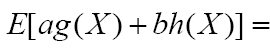 E[ag(X) + bh(X)] =